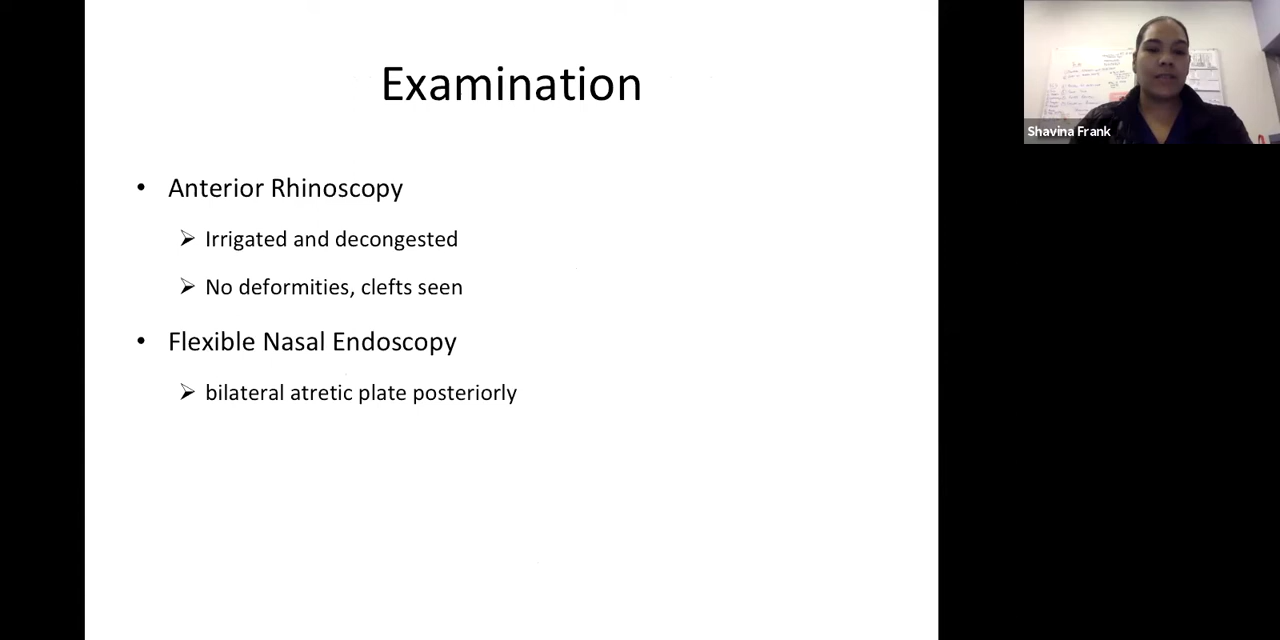 Examination
• Anterior Rhinoscopy
➢ Irrigated and decongested
➢ No deformities, clefts seen
• Flexible Nasal Endoscopy
➢ bilateral atretic plate posteriorly
Shavina Frank